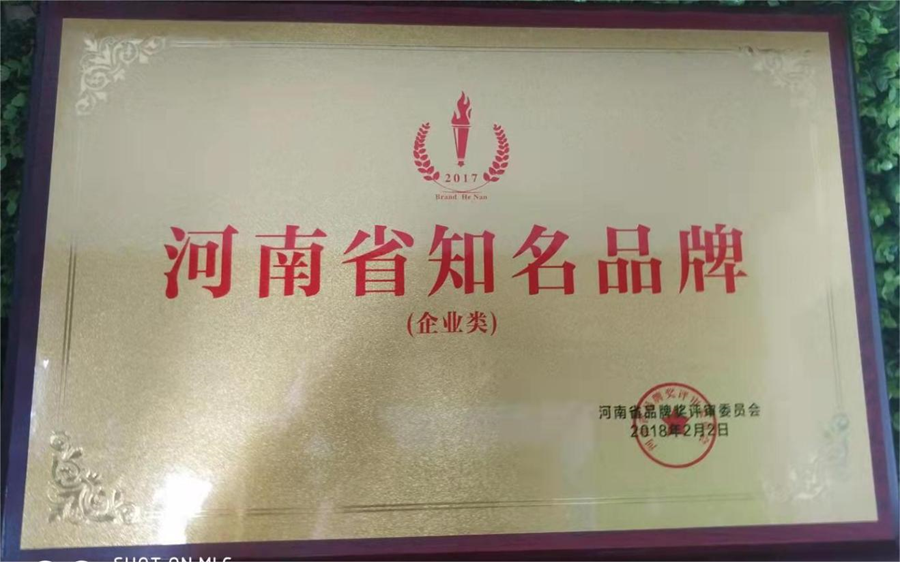 2017
Brand He Nan
河南省知名品牌
(企业类)
河南省品牌奖评审委员会
2018年2月2日